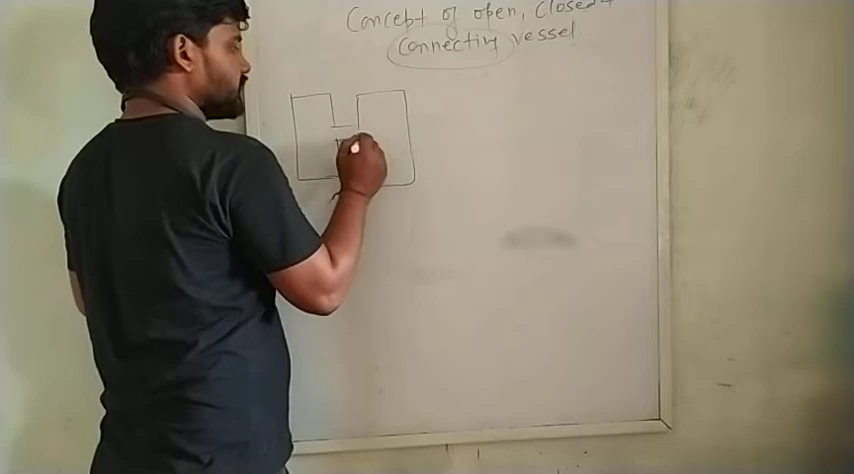 Concept of open, closed &
connecting vessel